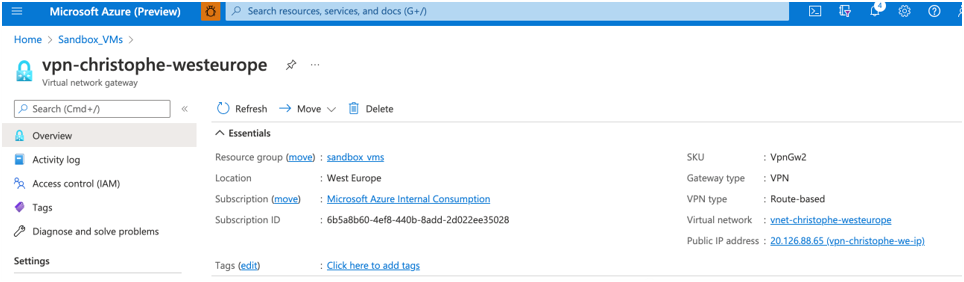 Microsoft Azure (Preview)
Search resources, services, and docs (G+/)
4
Home > Sandbox_VMs >
vpn-christophe-westeurope
Virtual network gateway
Search (Cmd+/)
Overview
Activity log
Access control (IAM)
Tags
Diagnose and solve problems
Settings
Refresh
Move
Delete
Essentials
Resource group (move) : sandbox_vms
Location : West Europe
Subscription (move) : Microsoft Azure Internal Consumption
Subscription ID : 6b5a8b60-4ef8-440b-8add-2d022ee35028
SKU : VpnGw2
Gateway type : VPN
VPN type : Route-based
Virtual network : vnet-christophe-westeurope
Public IP address : 20.126.88.65 (vpn-christophe-we-ip)
Tags (edit) : Click here to add tags